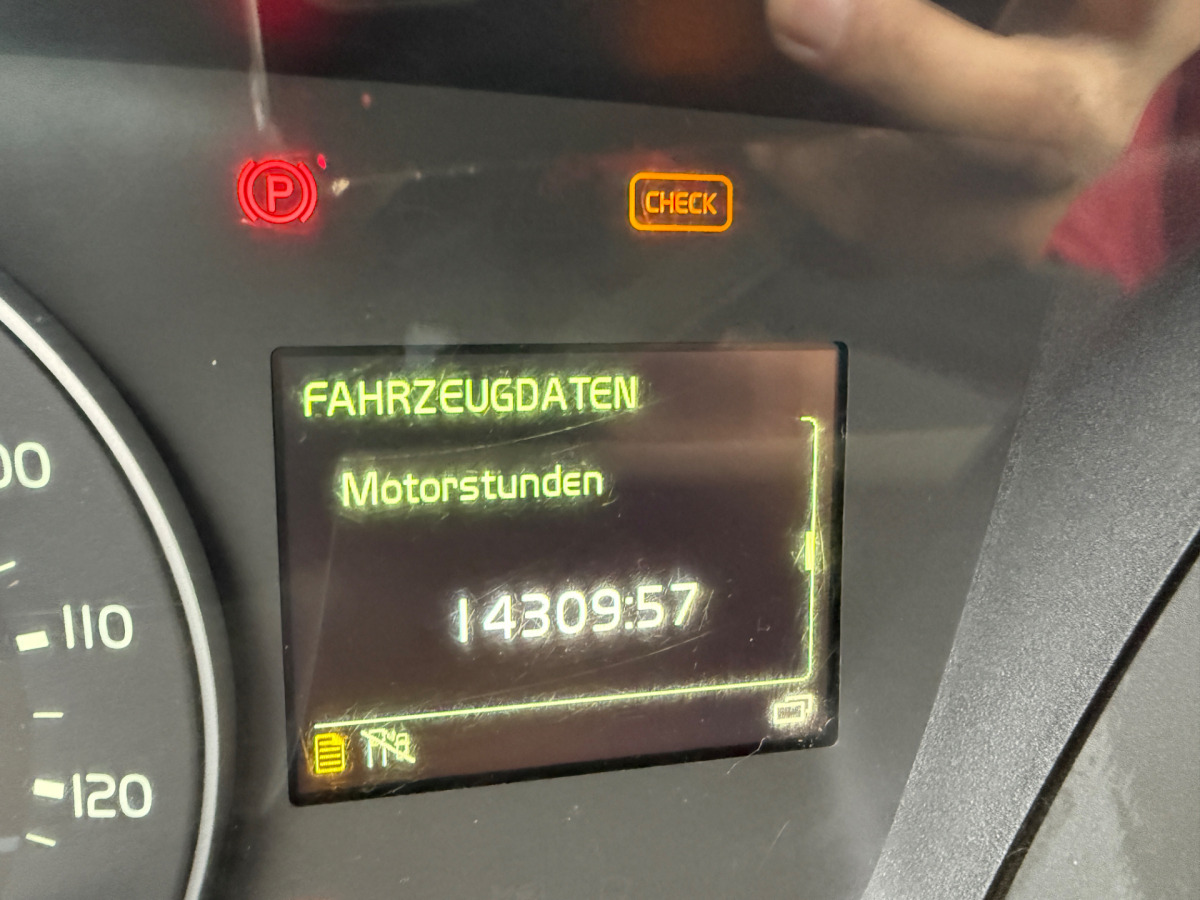 P
CHECK
FAHRZEUGDATEN
Motorstunden
14309:57
110
120